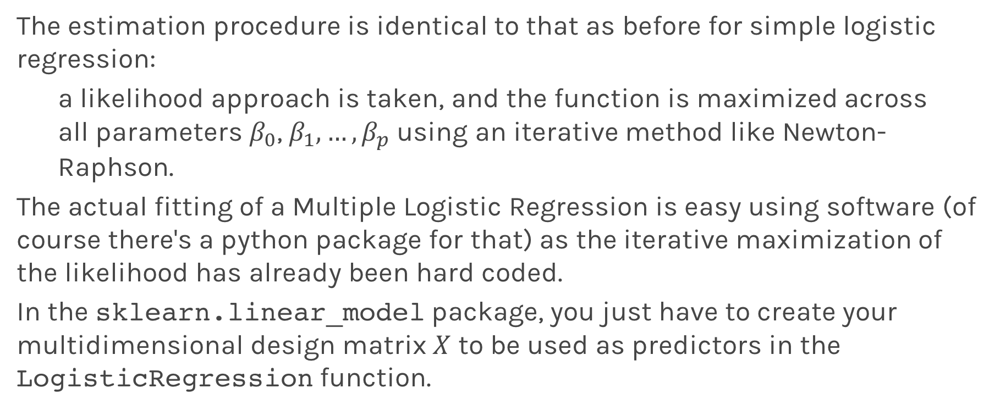 The estimation procedure is identical to that as before for simple logistic
regression:
a likelihood approach is taken, and the function is maximized across
all parameters β₀, β₁, … , βₚ using an iterative method like Newton-
Raphson.
The actual fitting of a Multiple Logistic Regression is easy using software (of
course there's a python package for that) as the iterative maximization of
the likelihood has already been hard coded.
In the sklearn.linear_model package, you just have to create your
multidimensional design matrix X to be used as predictors in the
LogisticRegression function.